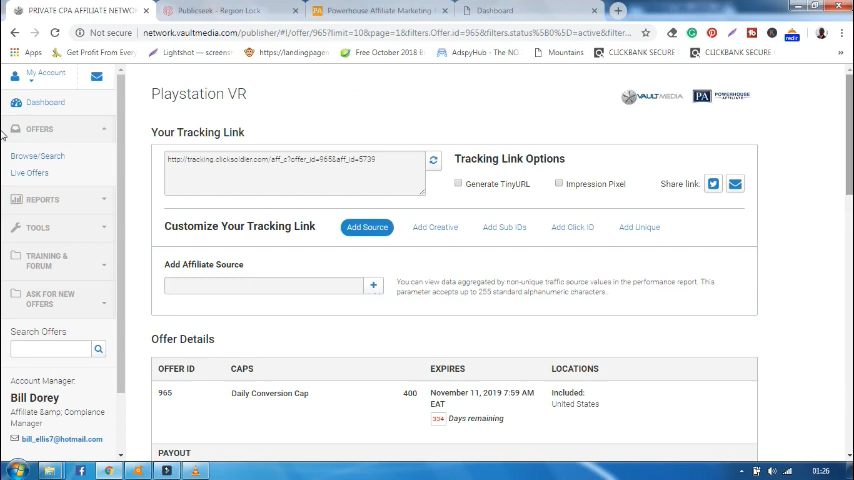 PRIVATE CPA AFFILIATE NETWOR
Publicseek - Region Lock
Powerhouse Affiliate Marketing
Dashboard
Not secure
network.vaultmedia.com/publisher/#!/offer/965?limit=10&page=1&filters.Offer.id=965&filters.status%5B%5D=active&filter...
Apps
Get Profit From Every
Lightshot — screens
https://landingpage
Free October 2018 B
AdspyHub - The NO.
Mountains
CLICKBANK SECURE
CLICKBANK SECURE
My Account
Dashboard
OFFERS
Browse/Search
Live Offers
REPORTS
TOOLS
TRAINING &
FORUM
ASK FOR NEW
OFFERS
Search Offers
Account Manager:
Bill Dorey
Affiliate &amp; Compliance
Manager
bill_ellis7@hotmail.com
Playstation VR
VAULTMEDIA
PA POWERHOUSE
AFFILIATE
Your Tracking Link
http://tracking.clicksoldier.com/aff_c?offer_id=965&aff_id=5739
Tracking Link Options
Generate TinyURL
Impression Pixel
Share link:
Customize Your Tracking Link
Add Source
Add Creative
Add Sub IDs
Add Click ID
Add Unique
Add Affiliate Source
You can view data aggregated by non-unique traffic source values in the performance report. This
parameter accepts up to 255 standard alphanumeric characters.
Offer Details
OFFER ID
CAPS
EXPIRES
LOCATIONS
965
Daily Conversion Cap
400
November 11, 2019 7:59 AM
EAT
334 Days remaining
Included:
United States
PAYOUT
01:26